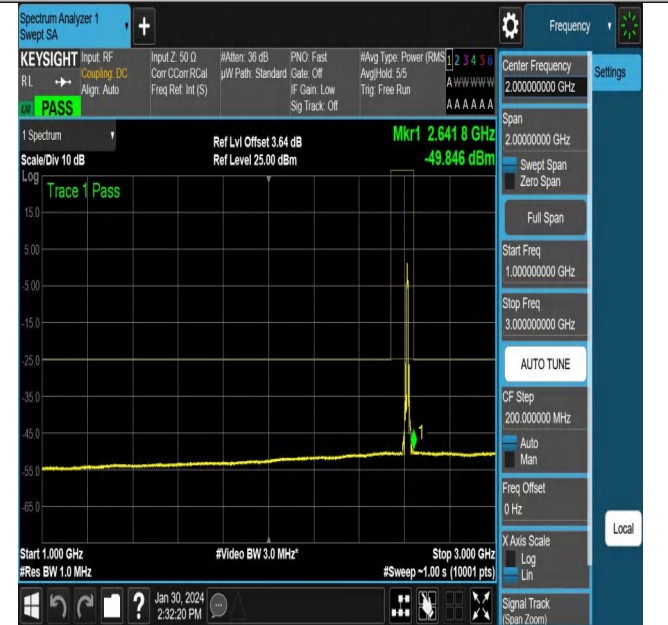 Spectrum Analyzer 1
Swept SA
+
Frequency
KEYSIGHT
RL
LXI PASS
Input: RF
Coupling: DC
Align: Auto
Input Z: 50 Ω
Corr CCorr RCal
Freq Ref: Int (S)
#Atten: 36 dB
µW Path: Standard
PNO: Fast
Gate: Off
IF Gain: Low
Sig Track: Off
#Avg Type: Power (RMS
Avg|Hold: 5/5
Trig: Free Run
1 2 3 4 5 6
A W W W W W
A A A A A A
1 Spectrum
Scale/Div 10 dB
Ref Lvl Offset 3.64 dB
Ref Level 25.00 dBm
Mkr1 2.641 8 GHz
-49.846 dBm
Log
Trace 1 Pass
15.0
5.00
-5.00
-15.0
-25.0
-35.0
-45.0
-55.0
-65.0
1
Start 1.000 GHz
#Res BW 1.0 MHz
#Video BW 3.0 MHz*
Stop 3.000 GHz
#Sweep ~1.00 s (10001 pts)
?
Jan 30, 2024
2:32:20 PM
Center Frequency
2.00000000 GHz
Settings
Span
2.00000000 GHz
Swept Span
Zero Span
Full Span
Start Freq
1.000000000 GHz
Stop Freq
3.000000000 GHz
AUTO TUNE
CF Step
200.000000 MHz
Auto
Man
Freq Offset
0 Hz
X Axis Scale
Log
Lin
Local
Signal Track
(Span Zoom)